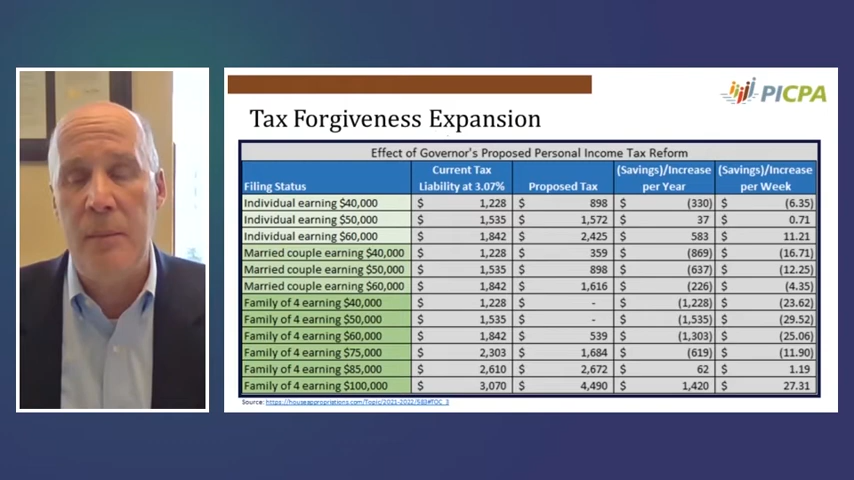 PICPA
Tax Forgiveness Expansion
Effect of Governor's Proposed Personal Income Tax Reform
Filing Status Current Tax Liability at 3.07% Proposed Tax (Savings)/Increase per Year (Savings)/Increase per Week
Individual earning $40,000 $ 1,228 $ 898 $ (330) $ (6.35)
Individual earning $50,000 $ 1,535 $ 1,572 $ 37 $ 0.71
Individual earning $60,000 $ 1,842 $ 2,425 $ 583 $ 11.21
Married couple earning $40,000 $ 1,228 $ 359 $ (869) $ (16.71)
Married couple earning $50,000 $ 1,535 $ 898 $ (637) $ (12.25)
Married couple earning $60,000 $ 1,842 $ 1,616 $ (226) $ (4.35)
Family of 4 earning $40,000 $ 1,228 $ - $ (1,228) $ (23.62)
Family of 4 earning $50,000 $ 1,535 $ - $ (1,535) $ (29.52)
Family of 4 earning $60,000 $ 1,842 $ 539 $ (1,303) $ (25.06)
Family of 4 earning $75,000 $ 2,303 $ 1,684 $ (619) $ (11.90)
Family of 4 earning $85,000 $ 2,610 $ 2,672 $ 62 $ 1.19
Family of 4 earning $100,000 $ 3,070 $ 4,490 $ 1,420 $ 27.31
Source: https://houseappropriations.com/Topic/2021-2022/583#TOC_3